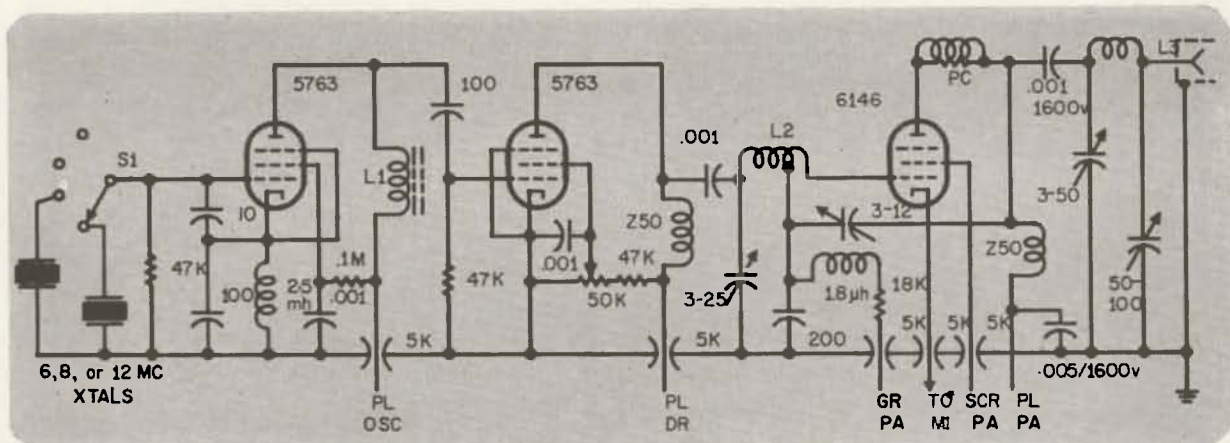 5763
100
5763
6146
PC
.001
1600v
L3
S1
L1
.001
L2
3-50
10
Z50
3-12
Z50
47K
100
2.5
mh
.1M
.001
47K
.001
50K
47K
3-25
1.8μh
18K
50-
100
5K
5K
200
5K
5K
5K
.005/1600v
6,8, or 12 MC
XTALS
PL
OSC
PL
DR
GR
PA
TO
MI
SCR
PA
PL
PA